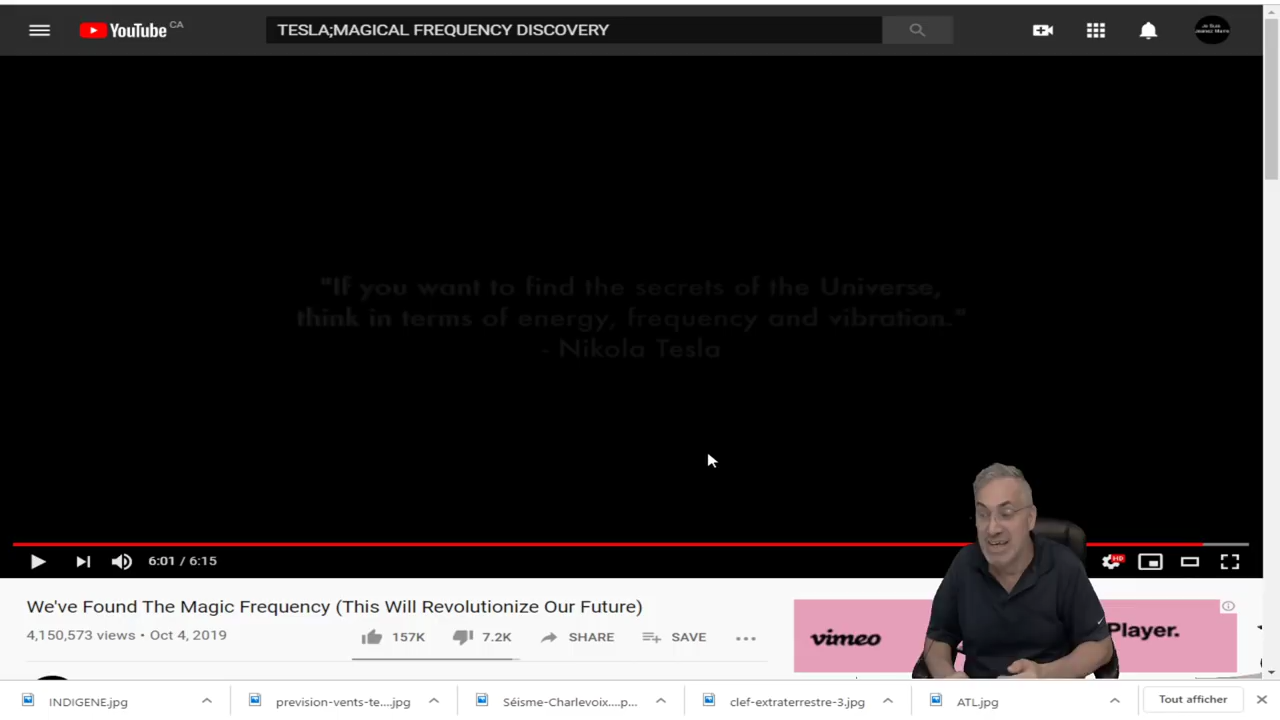 YouTube CA
TESLA;MAGICAL FREQUENCY DISCOVERY
"If you want to find the secrets of the Universe,
think in terms of energy, frequency and vibration."
- Nikola Tesla
6:01 / 6:15
HD
We've Found The Magic Frequency (This Will Revolutionize Our Future)
4,150,573 views • Oct 4, 2019
157K
7.2K
SHARE
SAVE
vimeo
Player.
INDIGENE.jpg
prevision-vents-te....jpg
Séisme-Charlevoix....p...
clef-extraterrestre-3.jpg
ATL.jpg
Tout afficher